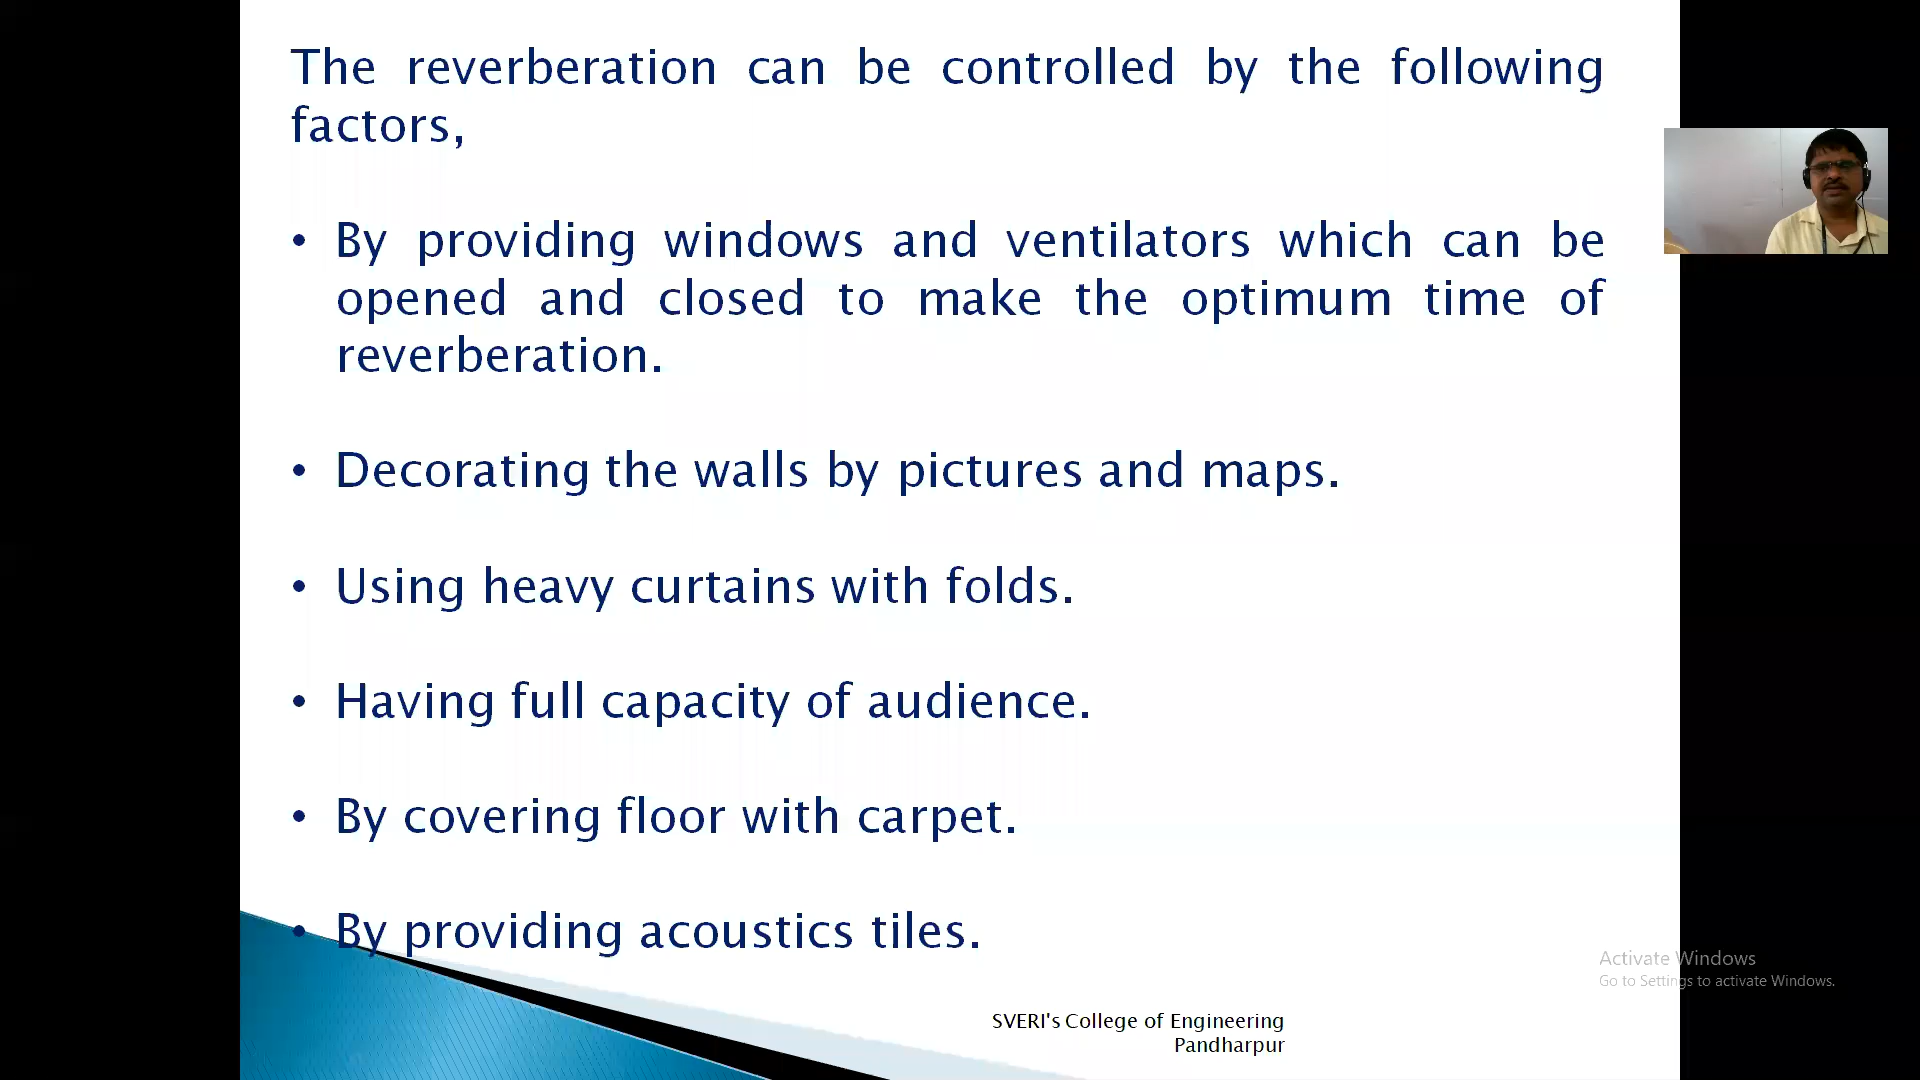 The reverberation can be controlled by the following
factors,
• By providing windows and ventilators which can be
opened and closed to make the optimum time of
reverberation.
• Decorating the walls by pictures and maps.
• Using heavy curtains with folds.
• Having full capacity of audience.
• By covering floor with carpet.
• By providing acoustics tiles.
Activate Windows
Go to Settings to activate Windows.
SVERI's College of Engineering
Pandharpur